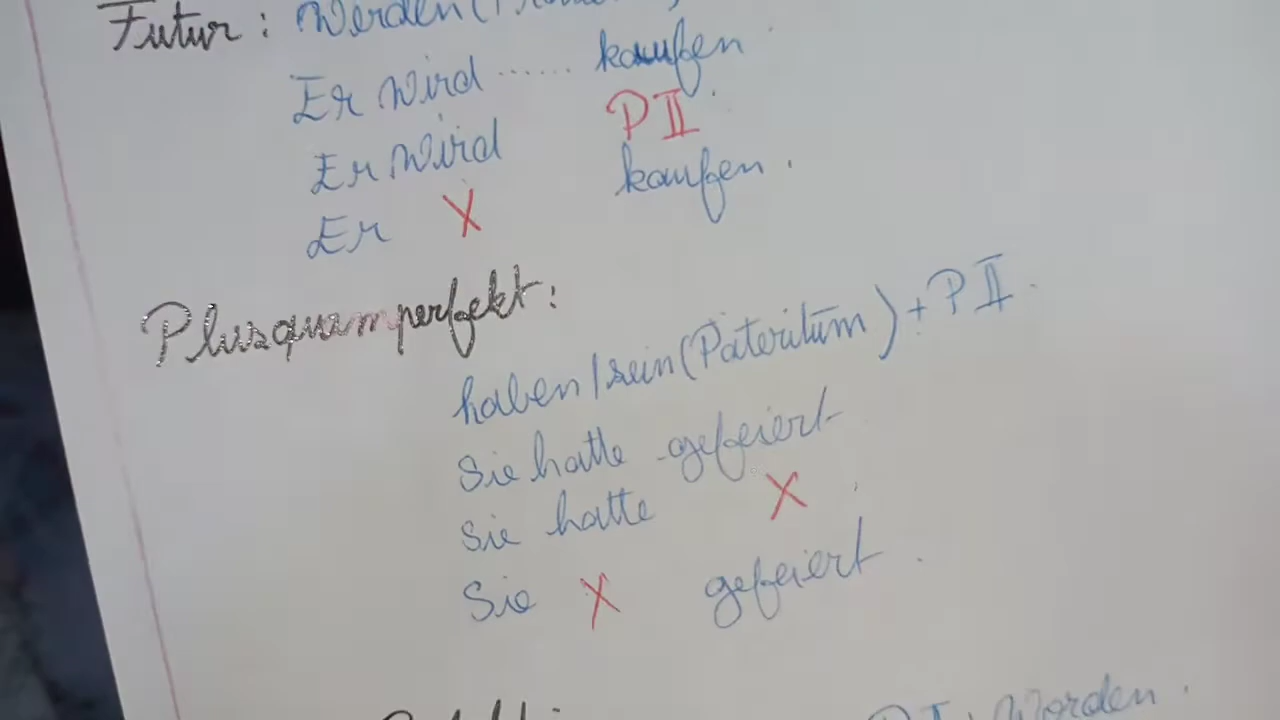 Futur: Werden(
Er wird ...... kaufen.
Er wird PII.
Er X kaufen.
Plusquamperfekt:
haben/sein(Päteritum)+PII.
Sie hatte gefeiert
Sie hatte X.
Sie X gefeiert.
Worden.